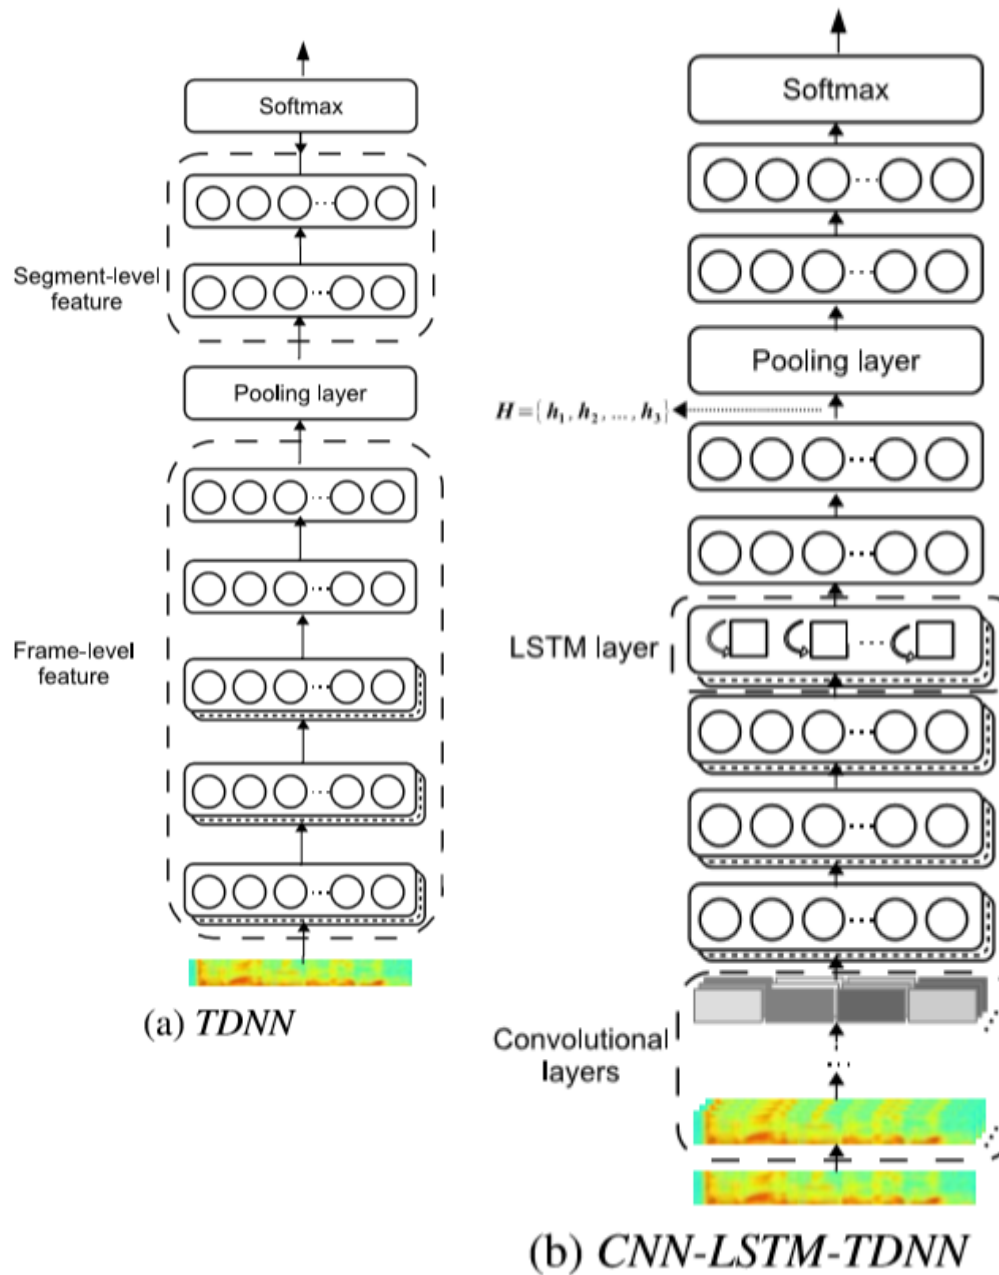 Softmax
Segment-level
feature
Pooling layer
Frame-level
feature
(a) TDNN
Softmax
Pooling layer
H={h₁, h₂, ..., h₃}
LSTM layer
Convolutional
layers
(b) CNN-LSTM-TDNN